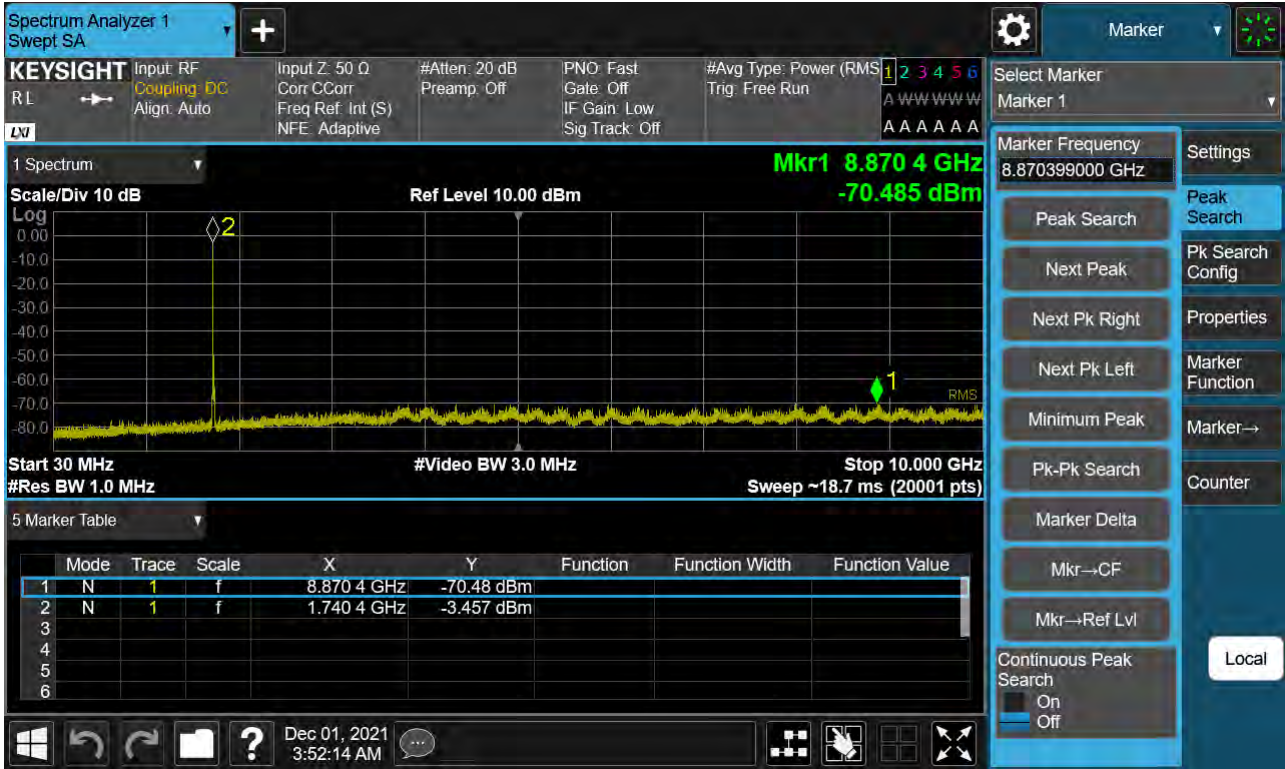 Spectrum Analyzer 1
Swept SA
+
Marker
KEYSIGHT
RL
LXI
Input: RF
Coupling: DC
Align: Auto
Input Z: 50 Ω
Corr CCorr
Freq Ref: Int (S)
NFE: Adaptive
#Atten: 20 dB
Preamp: Off
PNO: Fast
Gate: Off
IF Gain: Low
Sig Track: Off
#Avg Type: Power (RMS
Trig: Free Run
1 2 3 4 5 6
A W W W W W
A A A A A A
Select Marker
Marker 1
1 Spectrum
Mkr1 8.870 4 GHz
-70.485 dBm
Scale/Div 10 dB
Ref Level 10.00 dBm
Log
0.00
-10.0
-20.0
-30.0
-40.0
-50.0
-60.0
-70.0
-80.0
2
1
RMS
Start 30 MHz
#Video BW 3.0 MHz
Stop 10.000 GHz
#Res BW 1.0 MHz
Sweep ~18.7 ms (20001 pts)
5 Marker Table
Mode Trace Scale X Y Function Function Width Function Value
1 N 1 f 8.870 4 GHz -70.48 dBm
2 N 1 f 1.740 4 GHz -3.457 dBm
3
4
5
6
Marker Frequency
8.870399000 GHz
Peak Search
Next Peak
Next Pk Right
Next Pk Left
Minimum Peak
Pk-Pk Search
Marker Delta
Mkr→CF
Mkr→Ref Lvl
Continuous Peak
Search
On
Off
Settings
Peak
Search
Pk Search
Config
Properties
Marker
Function
Marker→
Counter
Local
?
Dec 01, 2021
3:52:14 AM